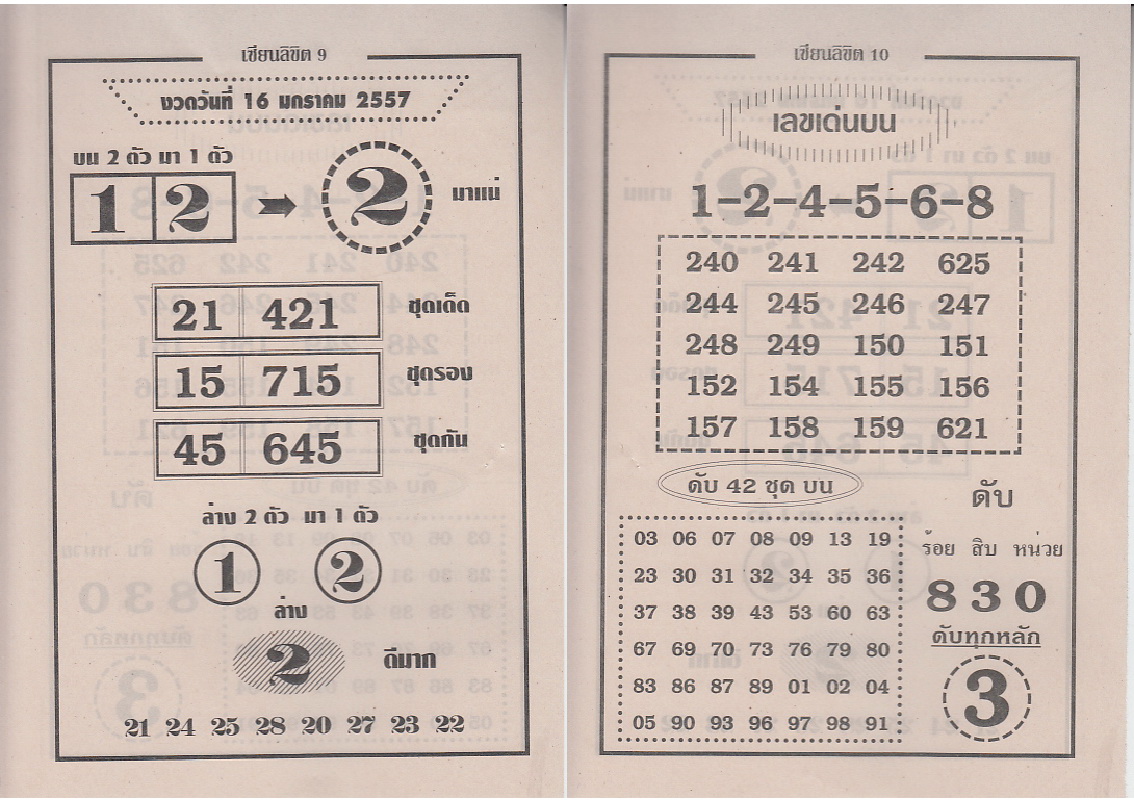 เซียนลิขิต 9
งวดวันที่ 16 มกราคม 2557
บน 2 ตัว มา 1 ตัว
1 2 2 มาแน่
21 421 ชุดเด็ด
15 715 ชุดรอง
45 645 ชุดกัน
ล่าง 2 ตัว มา 1 ตัว
1 2
ล่าง
2 ดีมาก
21 24 25 28 20 27 23 22
เซียนลิขิต 10
เลขเด่นบน
1-2-4-5-6-8
240 241 242 625
244 245 246 247
248 249 150 151
152 154 155 156
157 158 159 621
ดับ 42 ชุด บน
03 06 07 08 09 13 19
23 30 31 32 34 35 36
37 38 39 43 53 60 63
67 69 70 73 76 79 80
83 86 87 89 01 02 04
05 90 93 96 97 98 91
ดับ
ร้อย สิบ หน่วย
8 3 0
ดับทุกหลัก
3